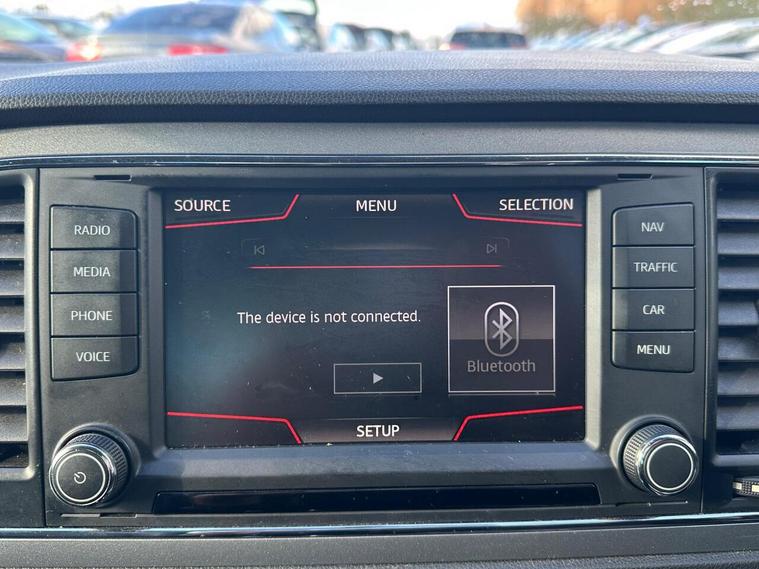 SOURCE
MENU
SELECTION
RADIO
MEDIA
PHONE
VOICE
The device is not connected.
Bluetooth
SETUP
NAV
TRAFFIC
CAR
MENU